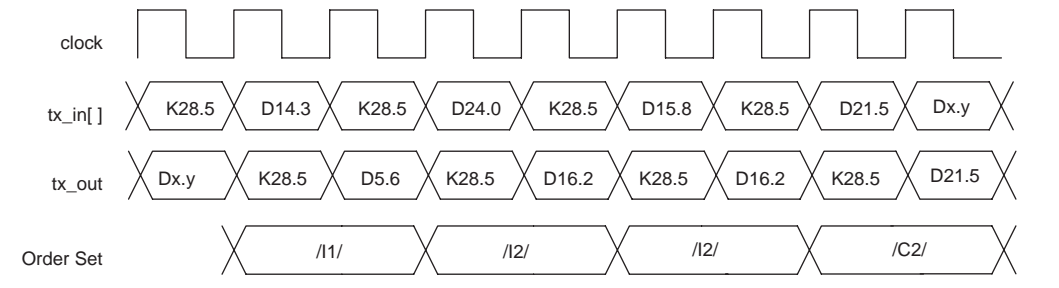 clock
tx_in[ ] K28.5 D14.3 K28.5 D24.0 K28.5 D15.8 K28.5 D21.5 Dx.y
tx_out Dx.y K28.5 D5.6 K28.5 D16.2 K28.5 D16.2 K28.5 D21.5
Order Set /I1/ /I2/ /I2/ /C2/